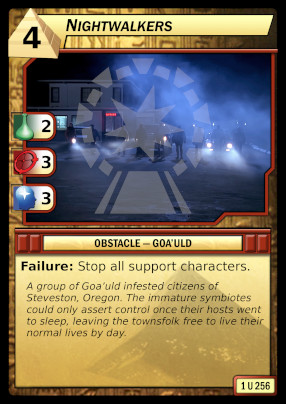 4
NIGHTWALKERS
2
3
3
OBSTACLE — GOA'ULD
Failure: Stop all support characters.
A group of Goa'uld infested citizens of
Steveston, Oregon. The immature symbiotes
could only assert control once their hosts went
to sleep, leaving the townsfolk free to live their
normal lives by day.
1 U 256